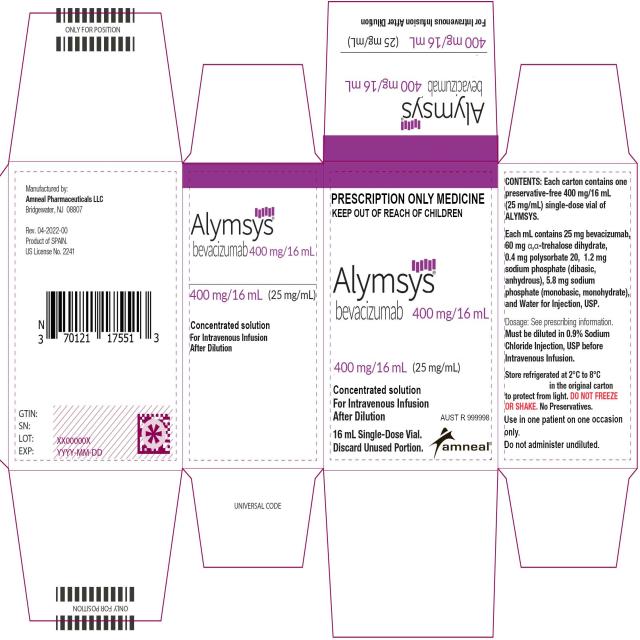 ONLY FOR POSITION
Manufactured by:
Amneal Pharmaceuticals LLC
Bridgewater, NJ 08807
Rev. 04-2022-00
Product of SPAIN.
US License No. 2241
N
3 70121 17551 3
GTIN:
SN:
LOT: XX00000X
EXP: YYYY-MM-DD
ONLY FOR POSITION
Alymsys®
bevacizumab 400 mg/16 mL
400 mg/16 mL (25 mg/mL)
Concentrated solution
For Intravenous Infusion
After Dilution
UNIVERSAL CODE
Alymsys®
bevacizumab 400 mg/16 mL
400 mg/16 mL (25 mg/mL)
For Intravenous Infusion After Dilution
PRESCRIPTION ONLY MEDICINE
KEEP OUT OF REACH OF CHILDREN
Alymsys®
bevacizumab 400 mg/16 mL
400 mg/16 mL (25 mg/mL)
Concentrated solution
For Intravenous Infusion
After Dilution
AUST R 999998
16 mL Single-Dose Vial.
Discard Unused Portion.
amneal
CONTENTS: Each carton contains one
preservative-free 400 mg/16 mL
(25 mg/mL) single-dose vial of
ALYMSYS.
Each mL contains 25 mg bevacizumab,
60 mg α,α-trehalose dihydrate,
0.4 mg polysorbate 20, 1.2 mg
sodium phosphate (dibasic,
anhydrous), 5.8 mg sodium
phosphate (monobasic, monohydrate),
and Water for Injection, USP.
Dosage: See prescribing information.
Must be diluted in 0.9% Sodium
Chloride Injection, USP before
Intravenous Infusion.
Store refrigerated at 2°C to 8°C
in the original carton
to protect from light. DO NOT FREEZE
OR SHAKE. No Preservatives.
Use in one patient on one occasion
only.
Do not administer undiluted.